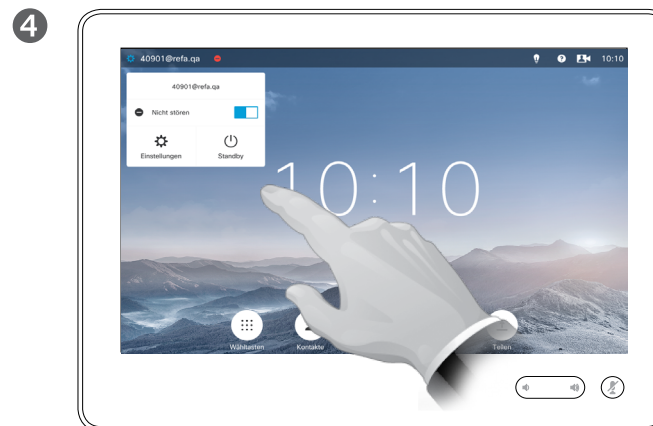 4
40901@refa.qa
10:10
40901@refa.qa
Nicht stören
Einstellungen Standby
10:10
Wähltasten Kontakte Teilen